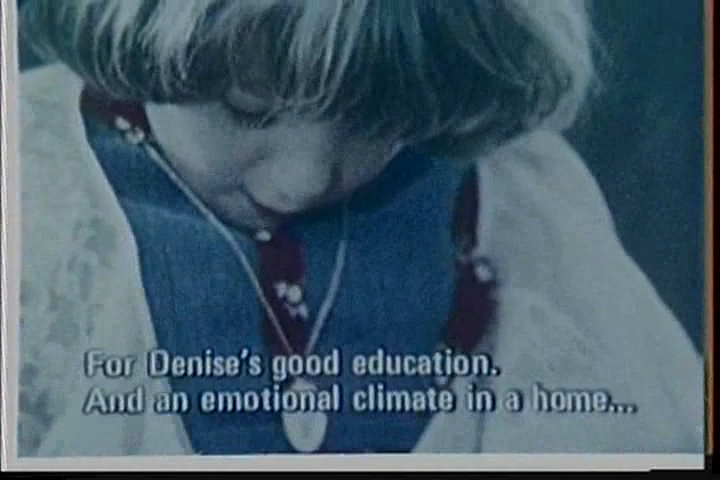 For Denise's good education.
And an emotional climate in a home...